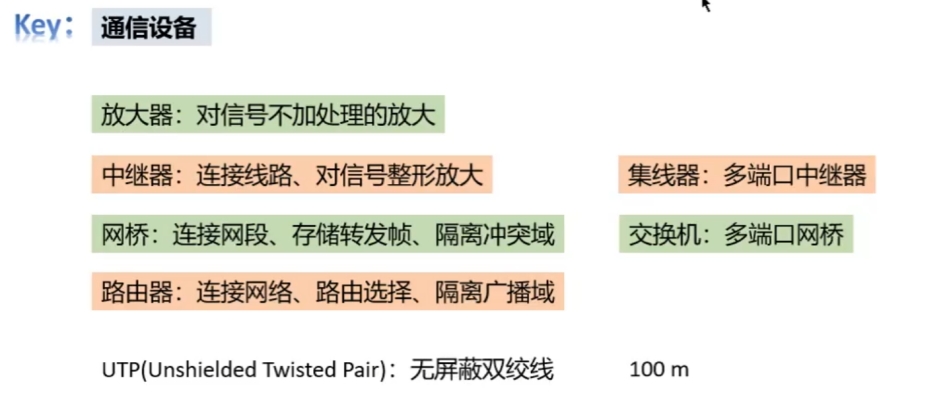 Key： 通信设备
放大器：对信号不加处理的放大
中继器：连接线路、对信号整形放大 集线器：多端口中继器
网桥：连接网段、存储转发帧、隔离冲突域 交换机：多端口网桥
路由器：连接网络、路由选择、隔离广播域
UTP(Unshielded Twisted Pair)：无屏蔽双绞线 100 m